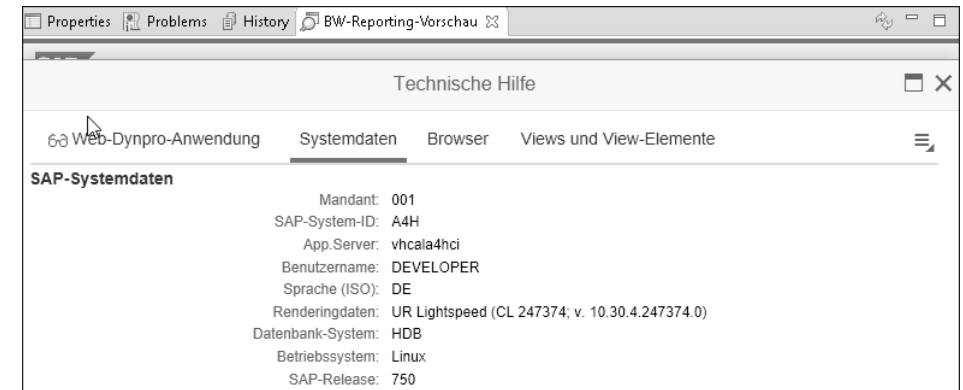 Properties Problems History BW-Reporting-Vorschau
Technische Hilfe
Web-Dynpro-Anwendung Systemdaten Browser Views und View-Elemente
SAP-Systemdaten
Mandant: 001
SAP-System-ID: A4H
App.Server: vhcala4hci
Benutzername: DEVELOPER
Sprache (ISO): DE
Renderingdaten: UR Lightspeed (CL 247374; v. 10.30.4.247374.0)
Datenbank-System: HDB
Betriebssystem: Linux
SAP-Release: 750